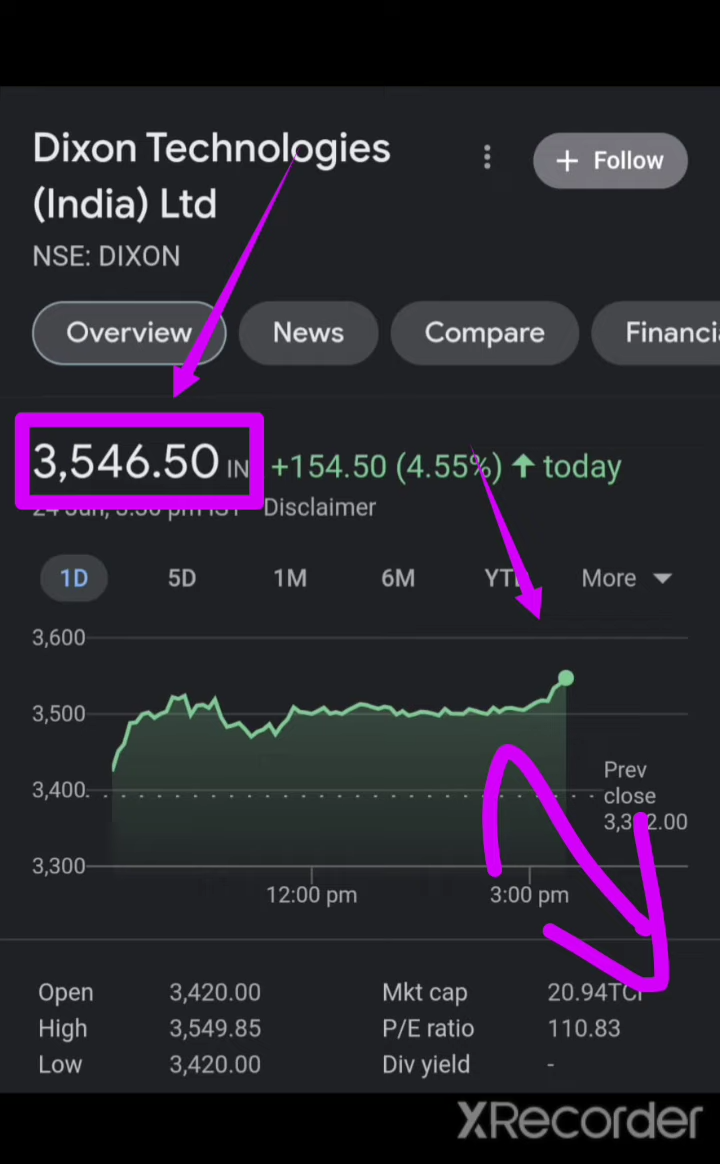 Dixon Technologies
(India) Ltd
+ Follow
NSE: DIXON
Overview News Compare
3,546.50 IN +154.50 (4.55%) ↑ today
Disclaimer
1D 5D 1M 6M More
3,600
3,500
3,400
3,300
Prev
close
12:00 pm 3:00 pm
Open 3,420.00 Mkt cap
High 3,549.85 P/E ratio 110.83
Low 3,420.00 Div yield -
XRecorder